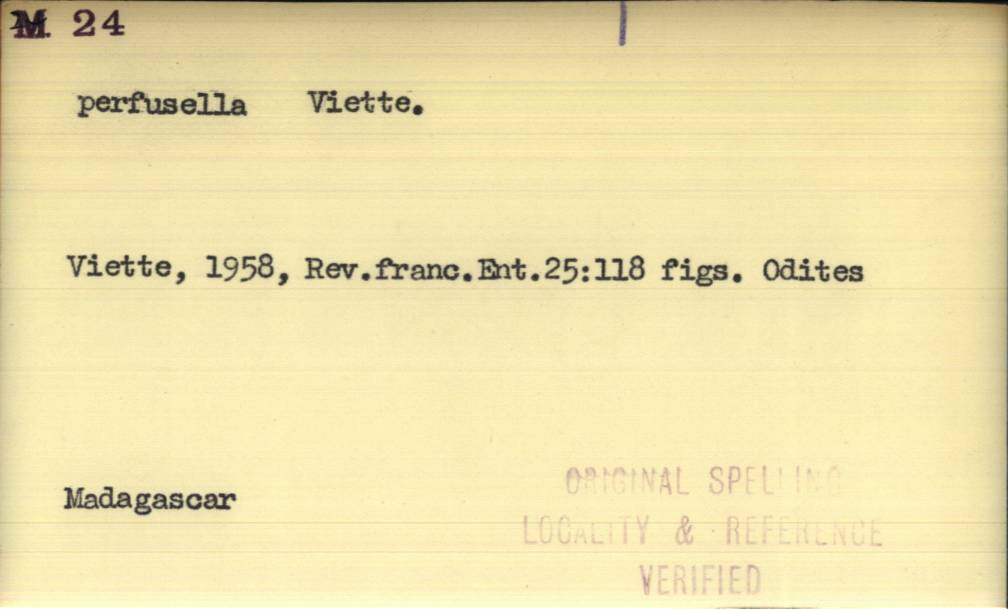 M. 24
perfusella Viette.
Viette, 1958, Rev.franc.Ent.25:118 figs. Odites
Madagascar
ORIGINAL SPELLING
LOCALITY & REFERENCE
VERIFIED